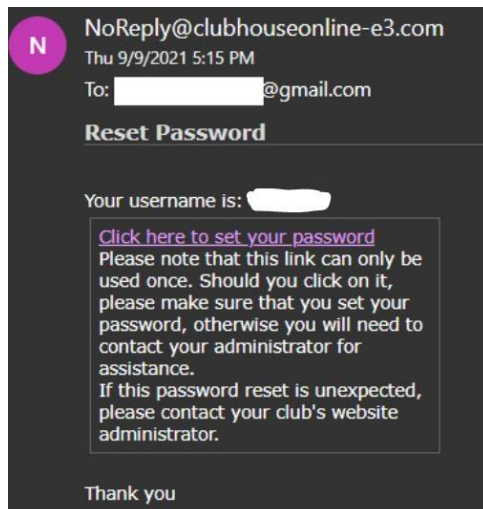 N
NoReply@clubhouseonline-e3.com
Thu 9/9/2021 5:15 PM
To: @gmail.com
Reset Password
Your username is:
Click here to set your password
Please note that this link can only be
used once. Should you click on it,
please make sure that you set your
password, otherwise you will need to
contact your administrator for
assistance.
If this password reset is unexpected,
please contact your club's website
administrator.
Thank you